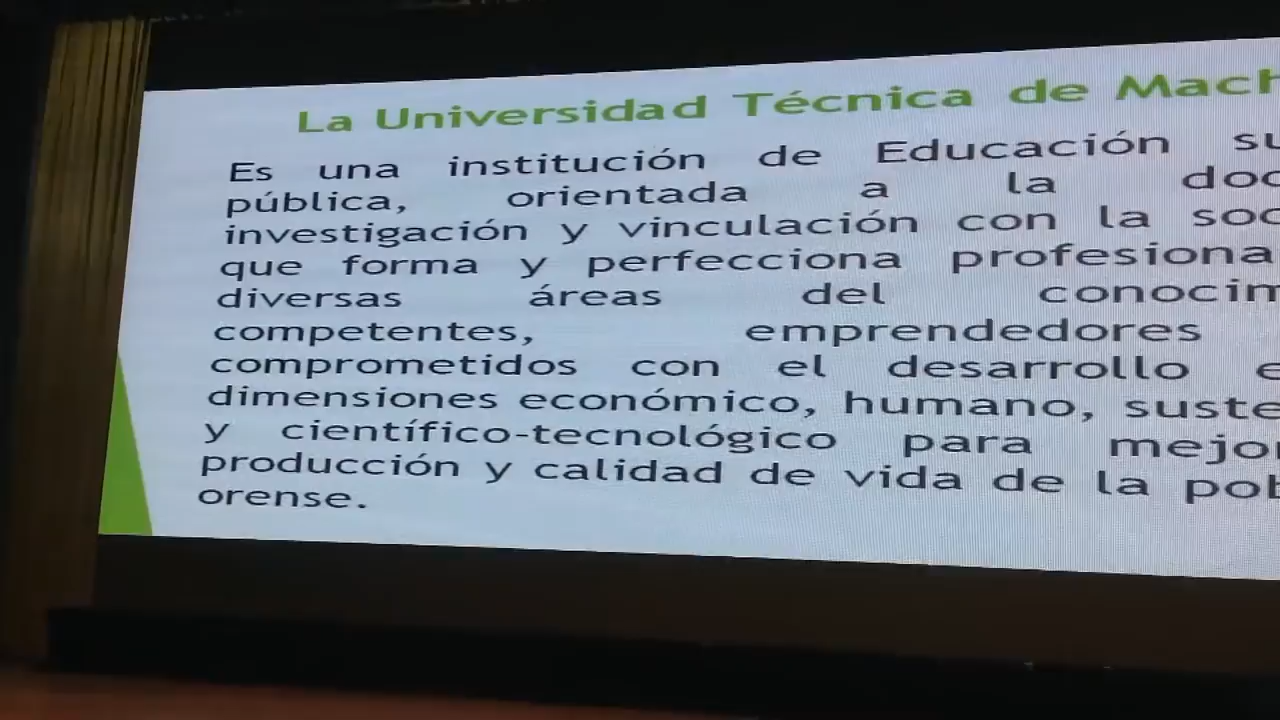 La Universidad Técnica de Mach
Es una institución de Educación su
pública, orientada a la doc
investigación y vinculación con la soc
que forma y perfecciona profesiona
diversas áreas del conocim
competentes, emprendedores
comprometidos con el desarrollo e
dimensiones económico, humano, suste
y científico-tecnológico para mejo
producción y calidad de vida de la pob
orense.